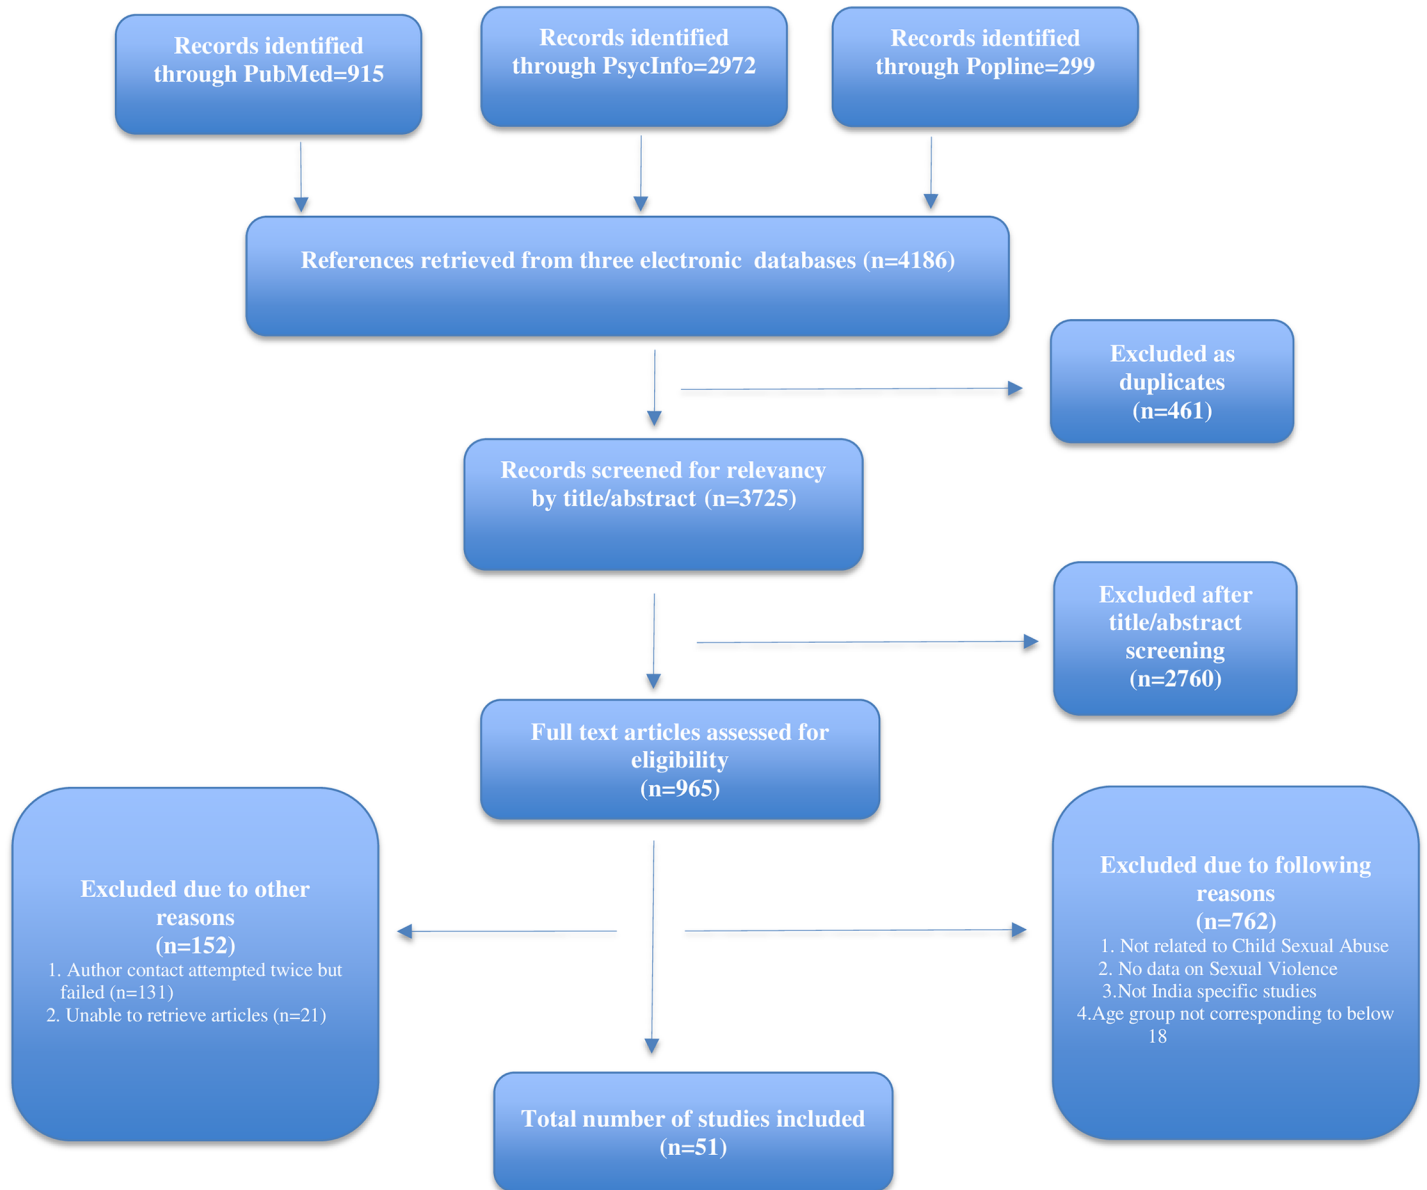 Records identified
through PubMed=915
Records identified
through PsycInfo=2972
Records identified
through Popline=299
References retrieved from three electronic databases (n=4186)
Excluded as
duplicates
(n=461)
Records screened for relevancy
by title/abstract (n=3725)
Excluded after
title/abstract
screening
(n=2760)
Full text articles assessed for
eligibility
(n=965)
Excluded due to other
reasons
(n=152)
1. Author contact attempted twice but
failed (n=131)
2. Unable to retrieve articles (n=21)
Excluded due to following
reasons
(n=762)
1. Not related to Child Sexual Abuse
2. No data on Sexual Violence
3.Not India specific studies
4.Age group not corresponding to below
18
Total number of studies included
(n=51)